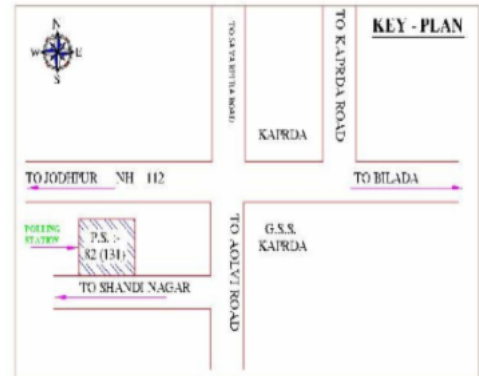 KEY - PLAN
N
W
E
S
TO KAPRDA ROAD
KAPRDA
TO JODHPUR NH 112
TO BILADA
POLLING
STATION
P.S. :-
82 (131)
TO AOLVI ROAD
G.S.S.
KAPRDA
TO SHANDI NAGAR